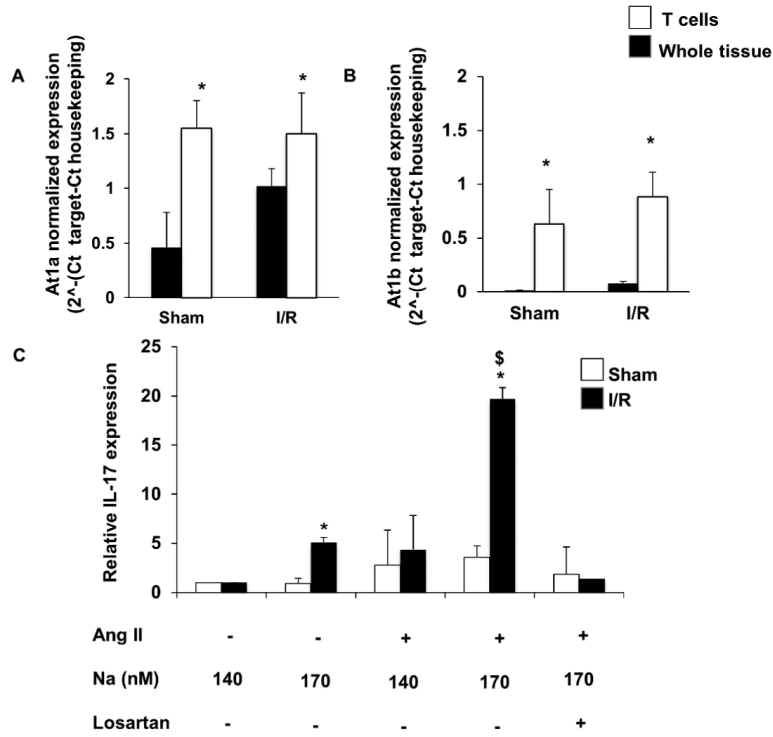 T cells
Whole tissue
A
At1a normalized expression
(2^-(Ct target-Ct housekeeping)
2
1.5
1
0.5
0
*
*
Sham
I/R
B
At1b normalized expression
(2^-(Ct target-Ct housekeeping)
2
1.5
1
0.5
0
*
*
Sham
I/R
C
Relative IL-17 expression
25
20
15
10
5
0
*
$
*
Sham
I/R
Ang II - - + + +
Na (nM) 140 170 140 170 170
Losartan - - - - +